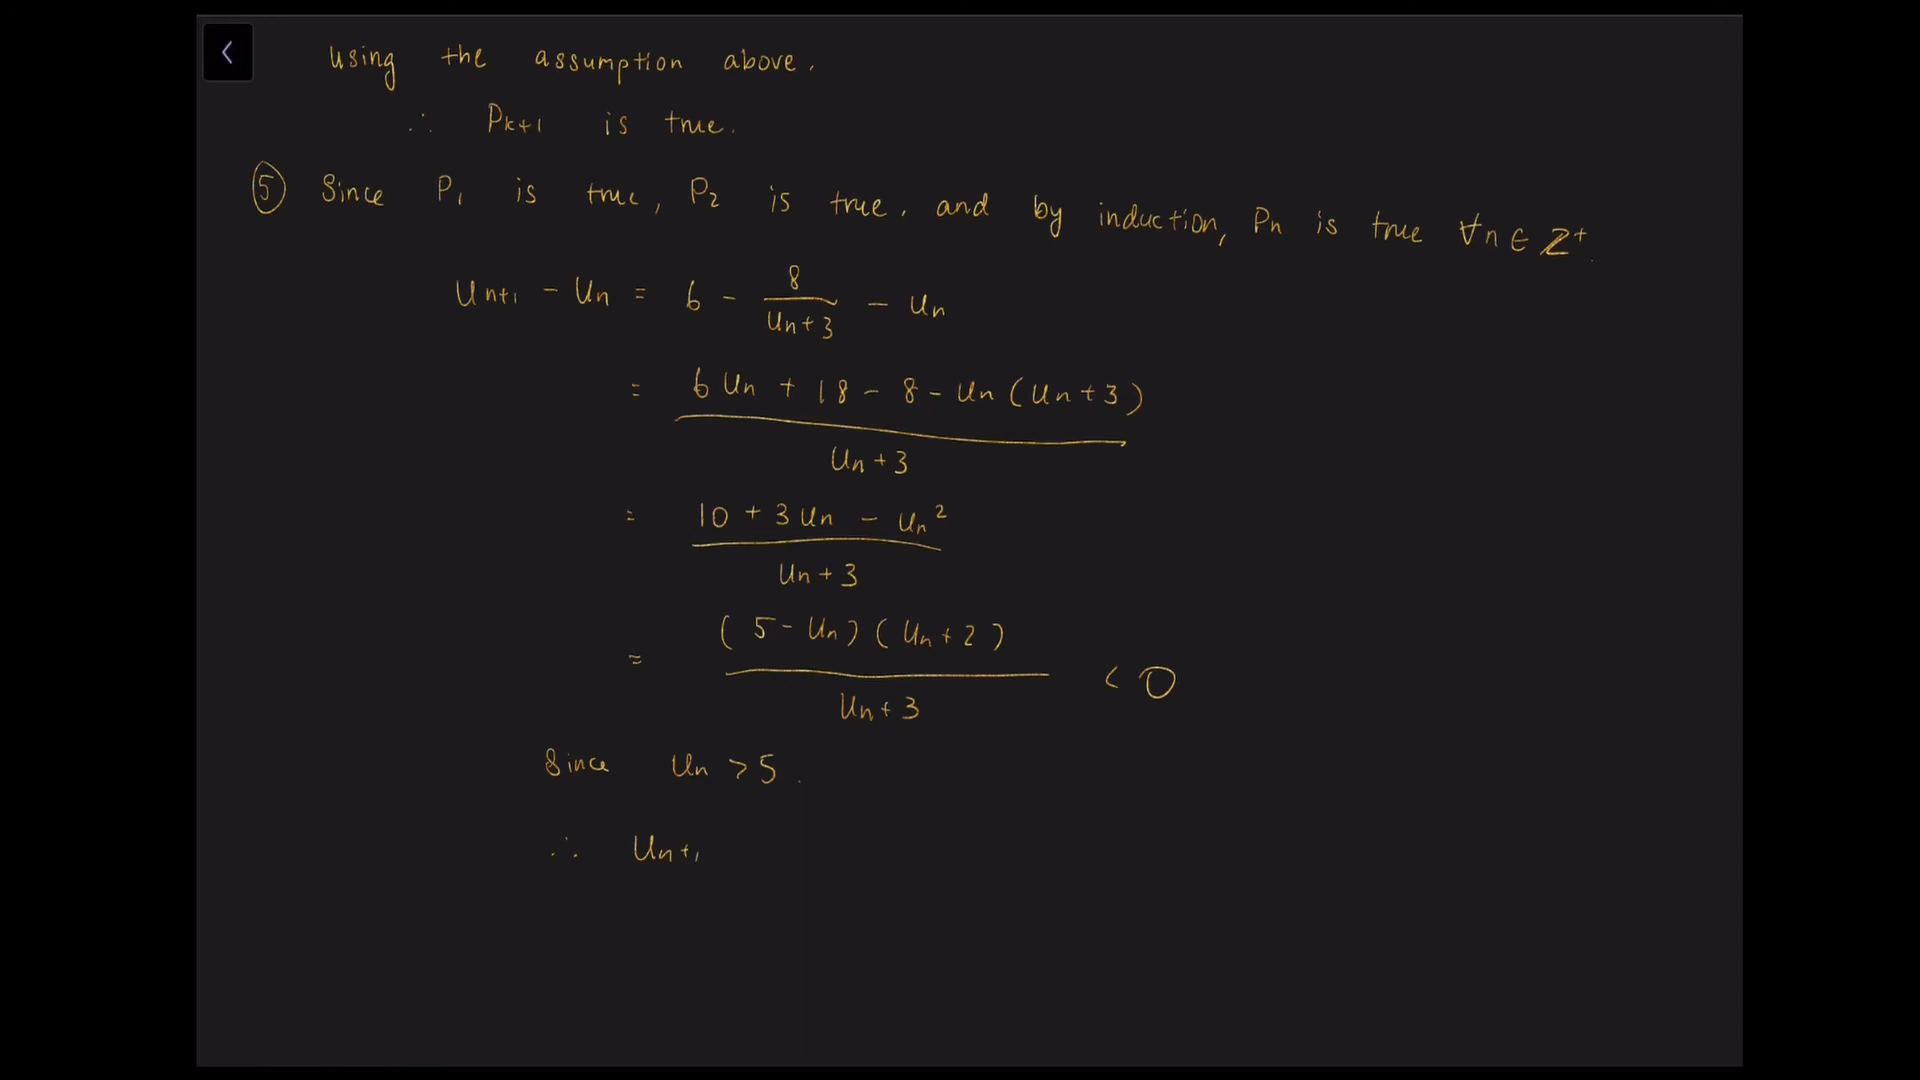 using the assumption above.
∴ Pk+1 is true.
⑤ Since P1 is true, P2 is true. and by induction, Pn is true ∀n ∈ Z+.
Un+1 - Un = 6 - 8/(Un+3) - Un
= (6Un + 18 - 8 - Un(Un+3))/(Un+3)
= (10 + 3Un - Un²)/(Un+3)
= ((5 - Un)(Un+2))/(Un+3) < 0
Since Un > 5.
∴ Un+1